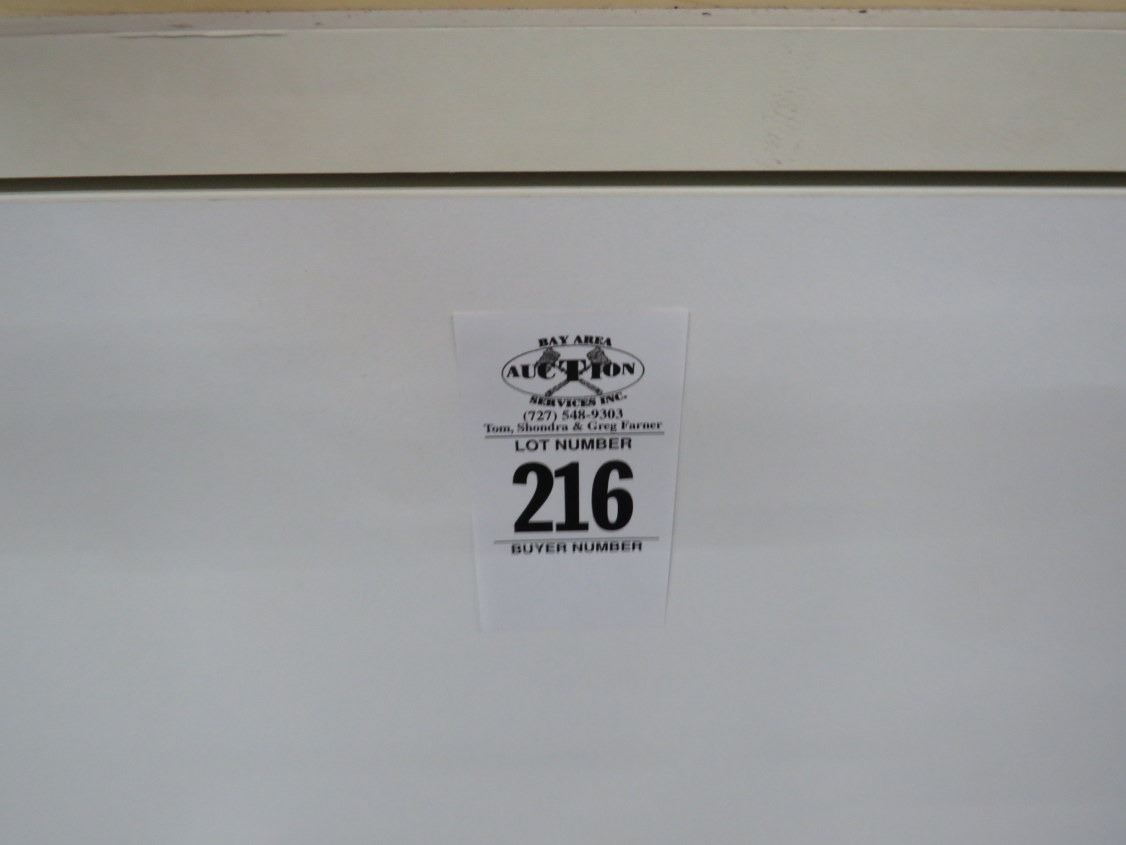 BAY AREA
AUCTION
SERVICES INC.
(727) 548-9303
Tom, Shondra & Greg Farner
LOT NUMBER
216
BUYER NUMBER